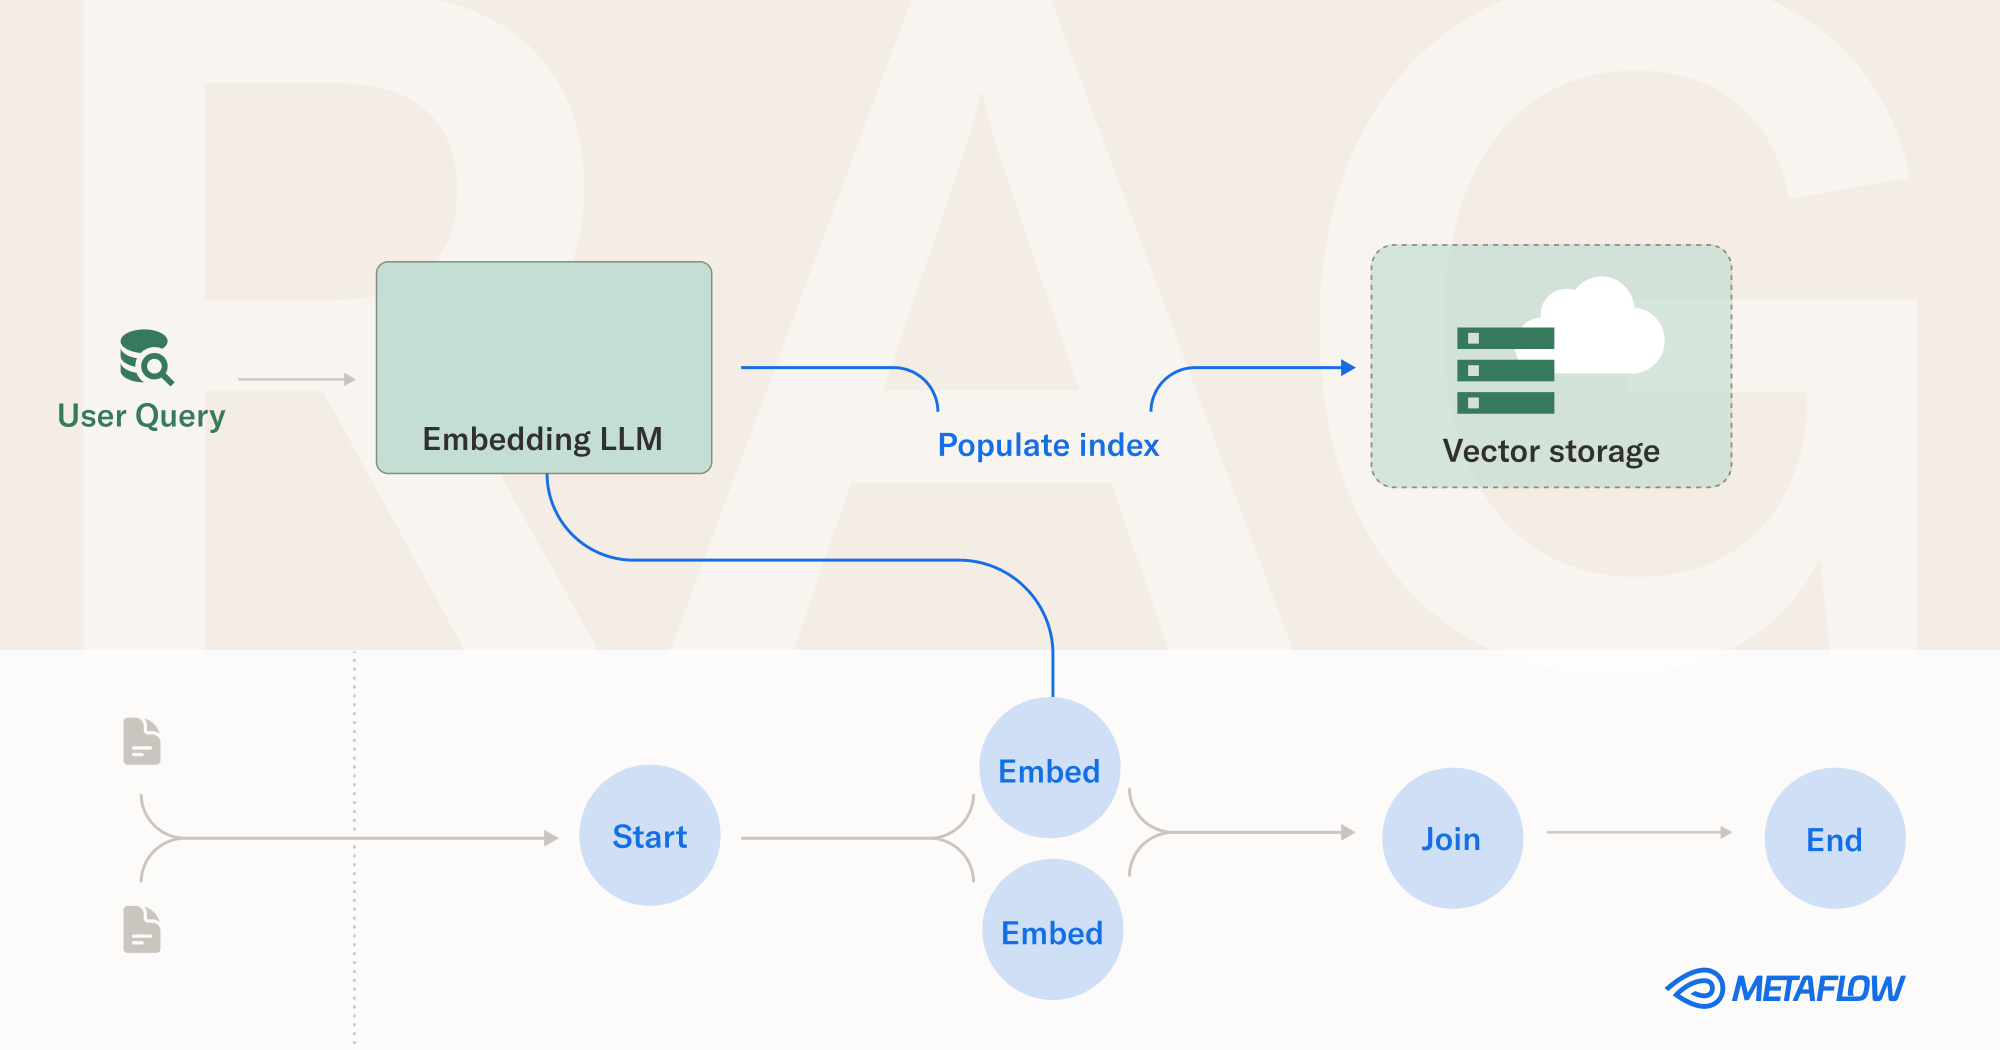 RAG
User Query
Embedding LLM
Populate index
Vector storage
Start
Embed
Embed
Join
End
METAFLOW